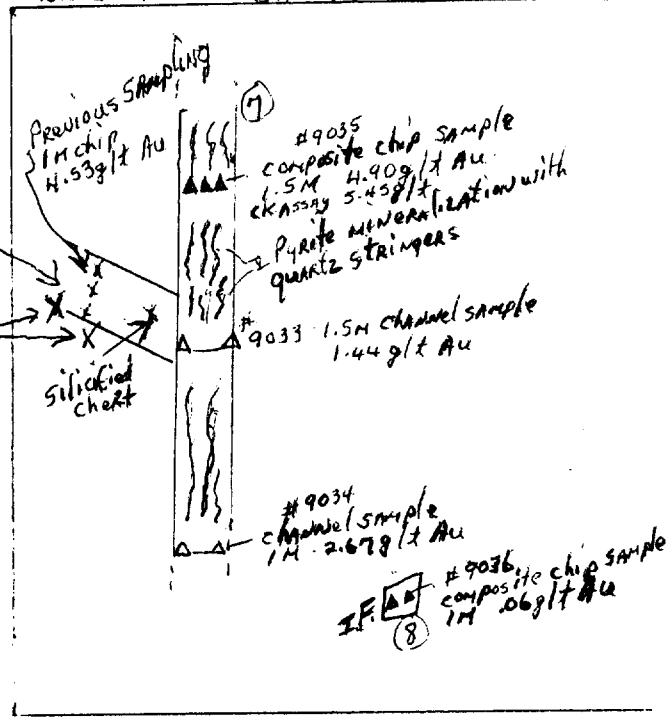 Previous SAMPLING
1M chip
4.53g/t Au
7
#9035
composite chip SAMPLE
1.5M 4.90g/t Au
CKASSAY 5.45g/t
Pyrite MINERALIZATION with
quartz stringers
#
9033 1.5M CHANNEL SAMPLE
1.44 g/t Au
Silicified
chert
#9034
CHANNEL SAMPLE
1M 2.67g/t Au
I.F.
#9036
composite chip SAMPLE
1M .06g/t Au
8